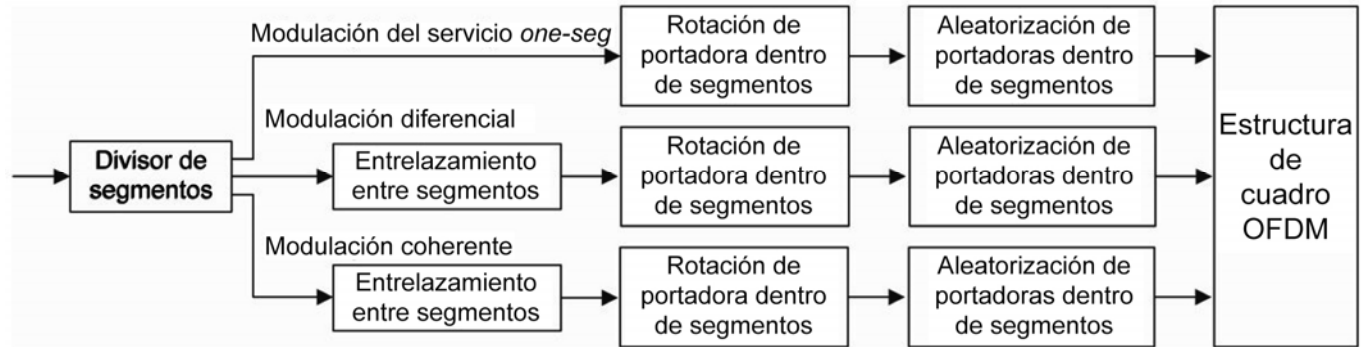 Modulación del servicio one-seg
Rotación de
portadora dentro
de segmentos
Aleatorización de
portadoras dentro
de segmentos
Modulación diferencial
Divisor de
segmentos
Entrelazamiento
entre segmentos
Rotación de
portadora dentro
de segmentos
Aleatorización de
portadoras dentro
de segmentos
Modulación coherente
Entrelazamiento
entre segmentos
Rotación de
portadora dentro
de segmentos
Aleatorización de
portadoras dentro
de segmentos
Estructura
de
cuadro
OFDM